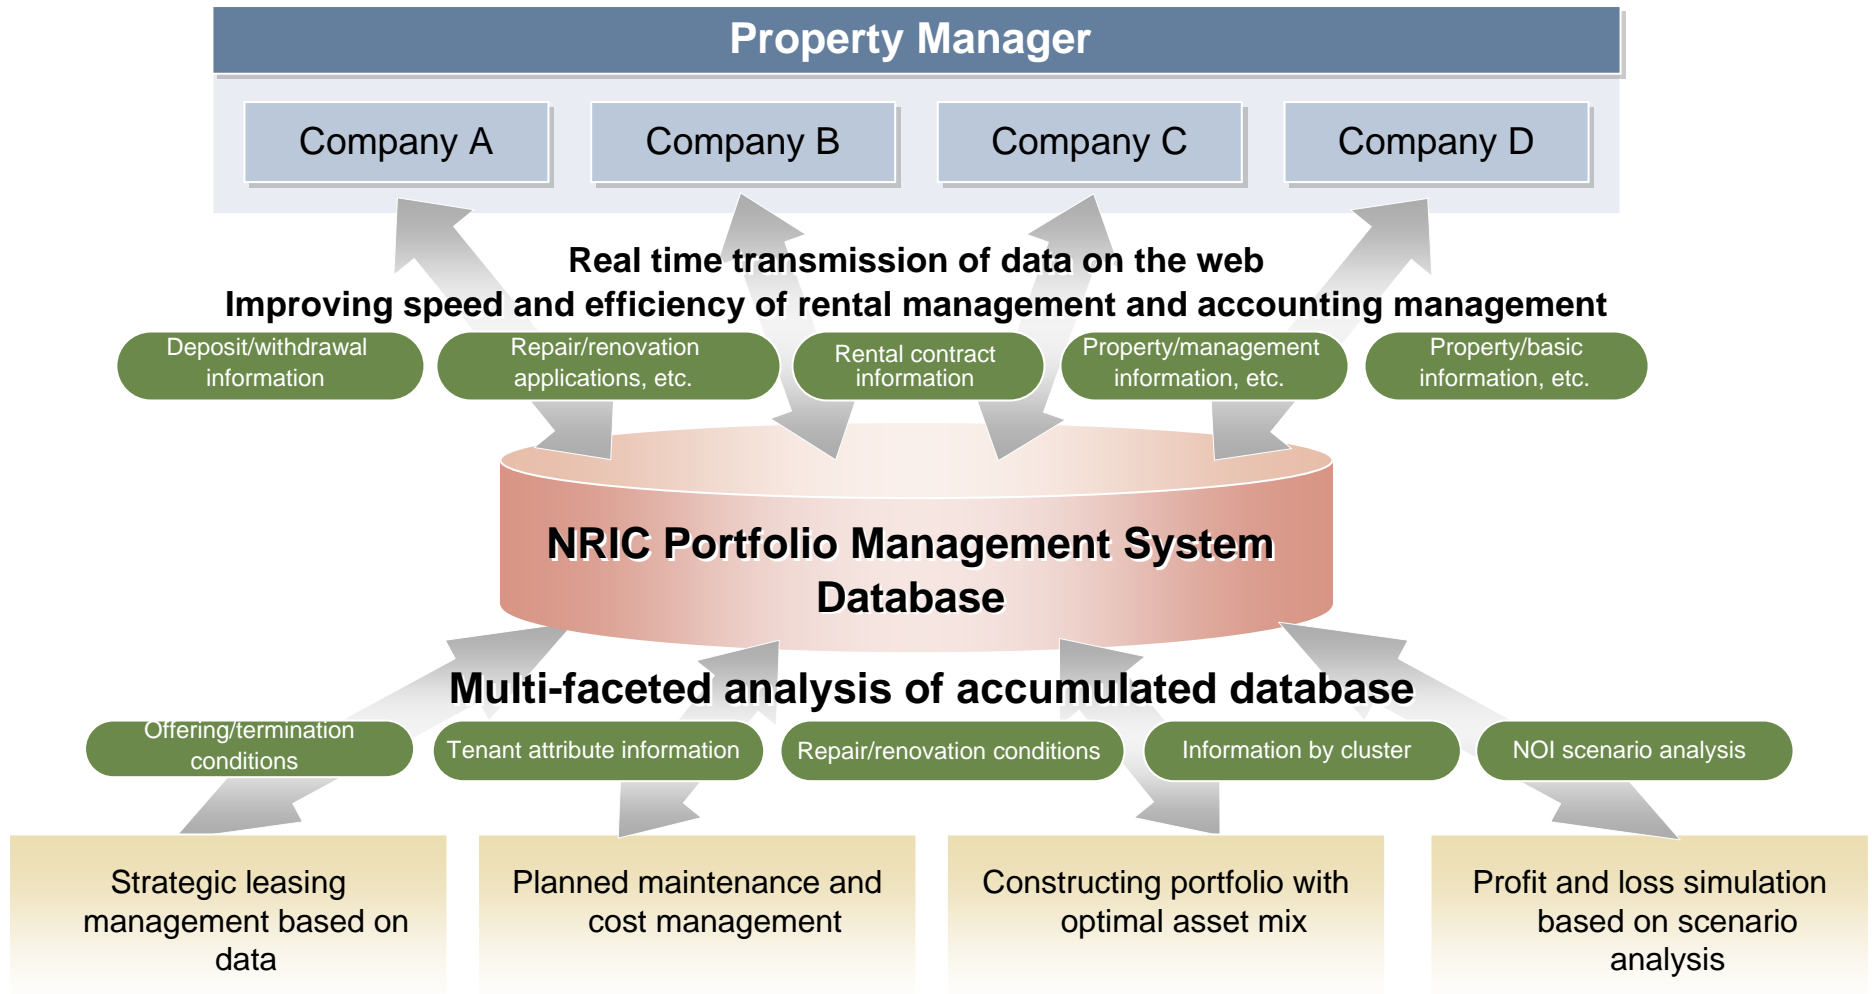 Property Manager
Company A
Company B
Company C
Company D
Real time transmission of data on the web
Improving speed and efficiency of rental management and accounting management
Deposit/withdrawal
information
Repair/renovation
applications, etc.
Rental contract
information
Property/management
information, etc.
Property/basic
information, etc.
NRIC Portfolio Management System
Database
Multi-faceted analysis of accumulated database
Offering/termination
conditions
Tenant attribute information
Repair/renovation conditions
Information by cluster
NOI scenario analysis
Strategic leasing
management based on
data
Planned maintenance and
cost management
Constructing portfolio with
optimal asset mix
Profit and loss simulation
based on scenario
analysis